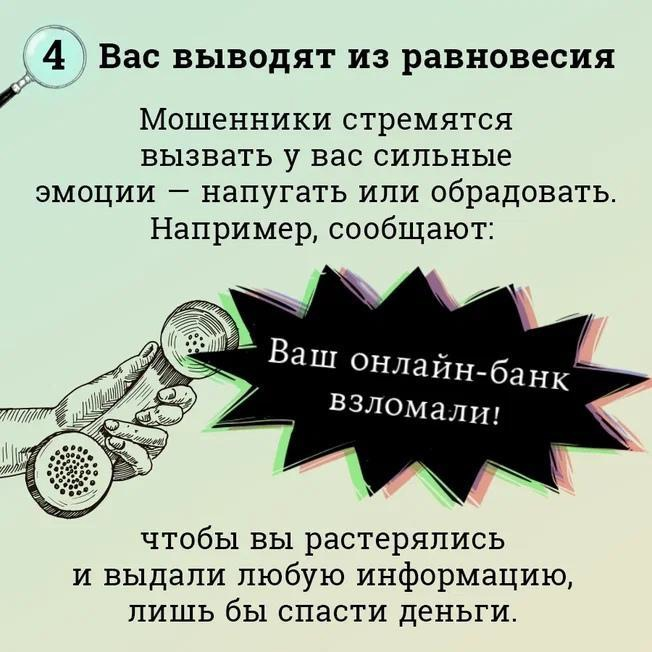 4 Вас выводят из равновесия
Мошенники стремятся
вызвать у вас сильные
эмоции — напугать или обрадовать.
Например, сообщают:
Ваш онлайн-банк
взломали!
чтобы вы растерялись
и выдали любую информацию,
лишь бы спасти деньги.